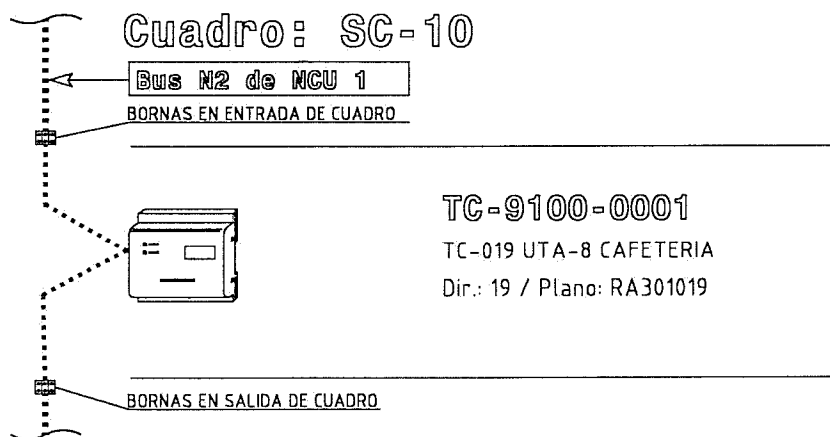 Cuadro: SC-10
Bus N2 de NCU 1
BORNAS EN ENTRADA DE CUADRO
TC-9100-0001
TC-019 UTA-8 CAFETERIA
Dir.: 19 / Plano: RA301019
BORNAS EN SALIDA DE CUADRO